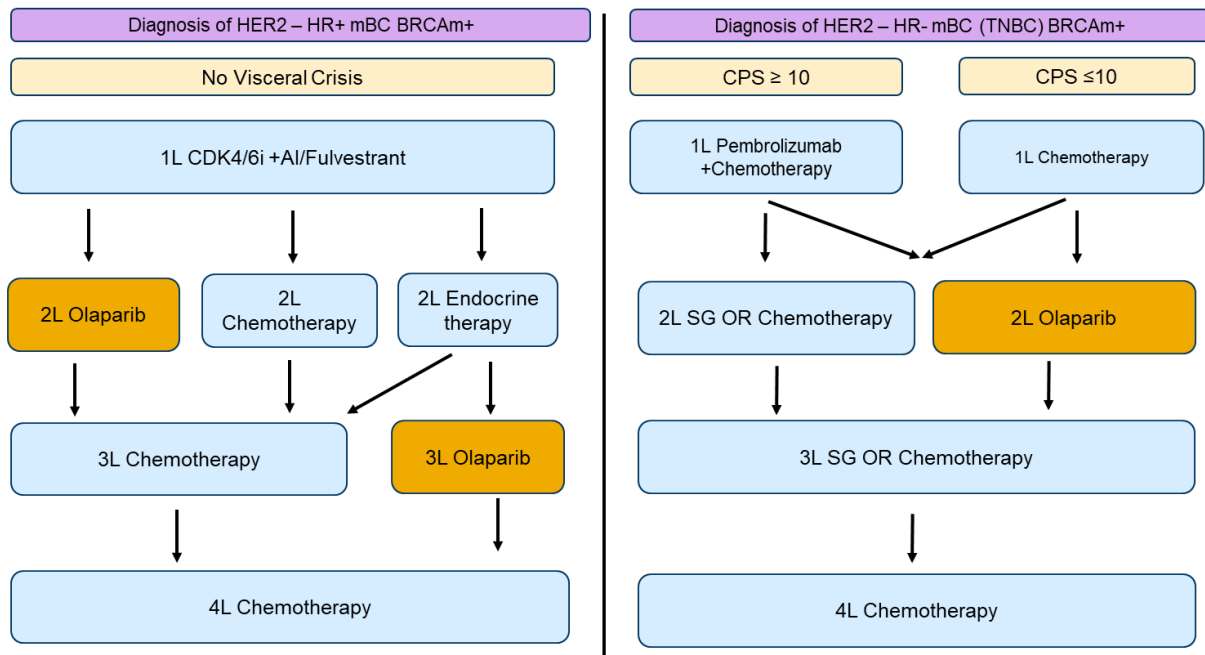 Diagnosis of HER2 – HR+ mBC BRCAm+
No Visceral Crisis
1L CDK4/6i +AI/Fulvestrant
2L Olaparib
2L
Chemotherapy
2L Endocrine
therapy
3L Chemotherapy
3L Olaparib
4L Chemotherapy
Diagnosis of HER2 – HR- mBC (TNBC) BRCAm+
CPS ≥ 10
CPS ≤10
1L Pembrolizumab
+Chemotherapy
1L Chemotherapy
2L SG OR Chemotherapy
2L Olaparib
3L SG OR Chemotherapy
4L Chemotherapy